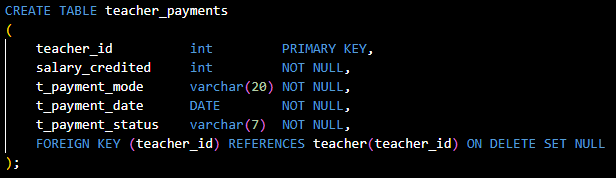 CREATE TABLE teacher_payments
(
    teacher_id          int          PRIMARY KEY,
    salary_credited     int          NOT NULL,
    t_payment_mode      varchar(20)  NOT NULL,
    t_payment_date      DATE         NOT NULL,
    t_payment_status    varchar(7)   NOT NULL,
    FOREIGN KEY (teacher_id) REFERENCES teacher(teacher_id) ON DELETE SET NULL
);